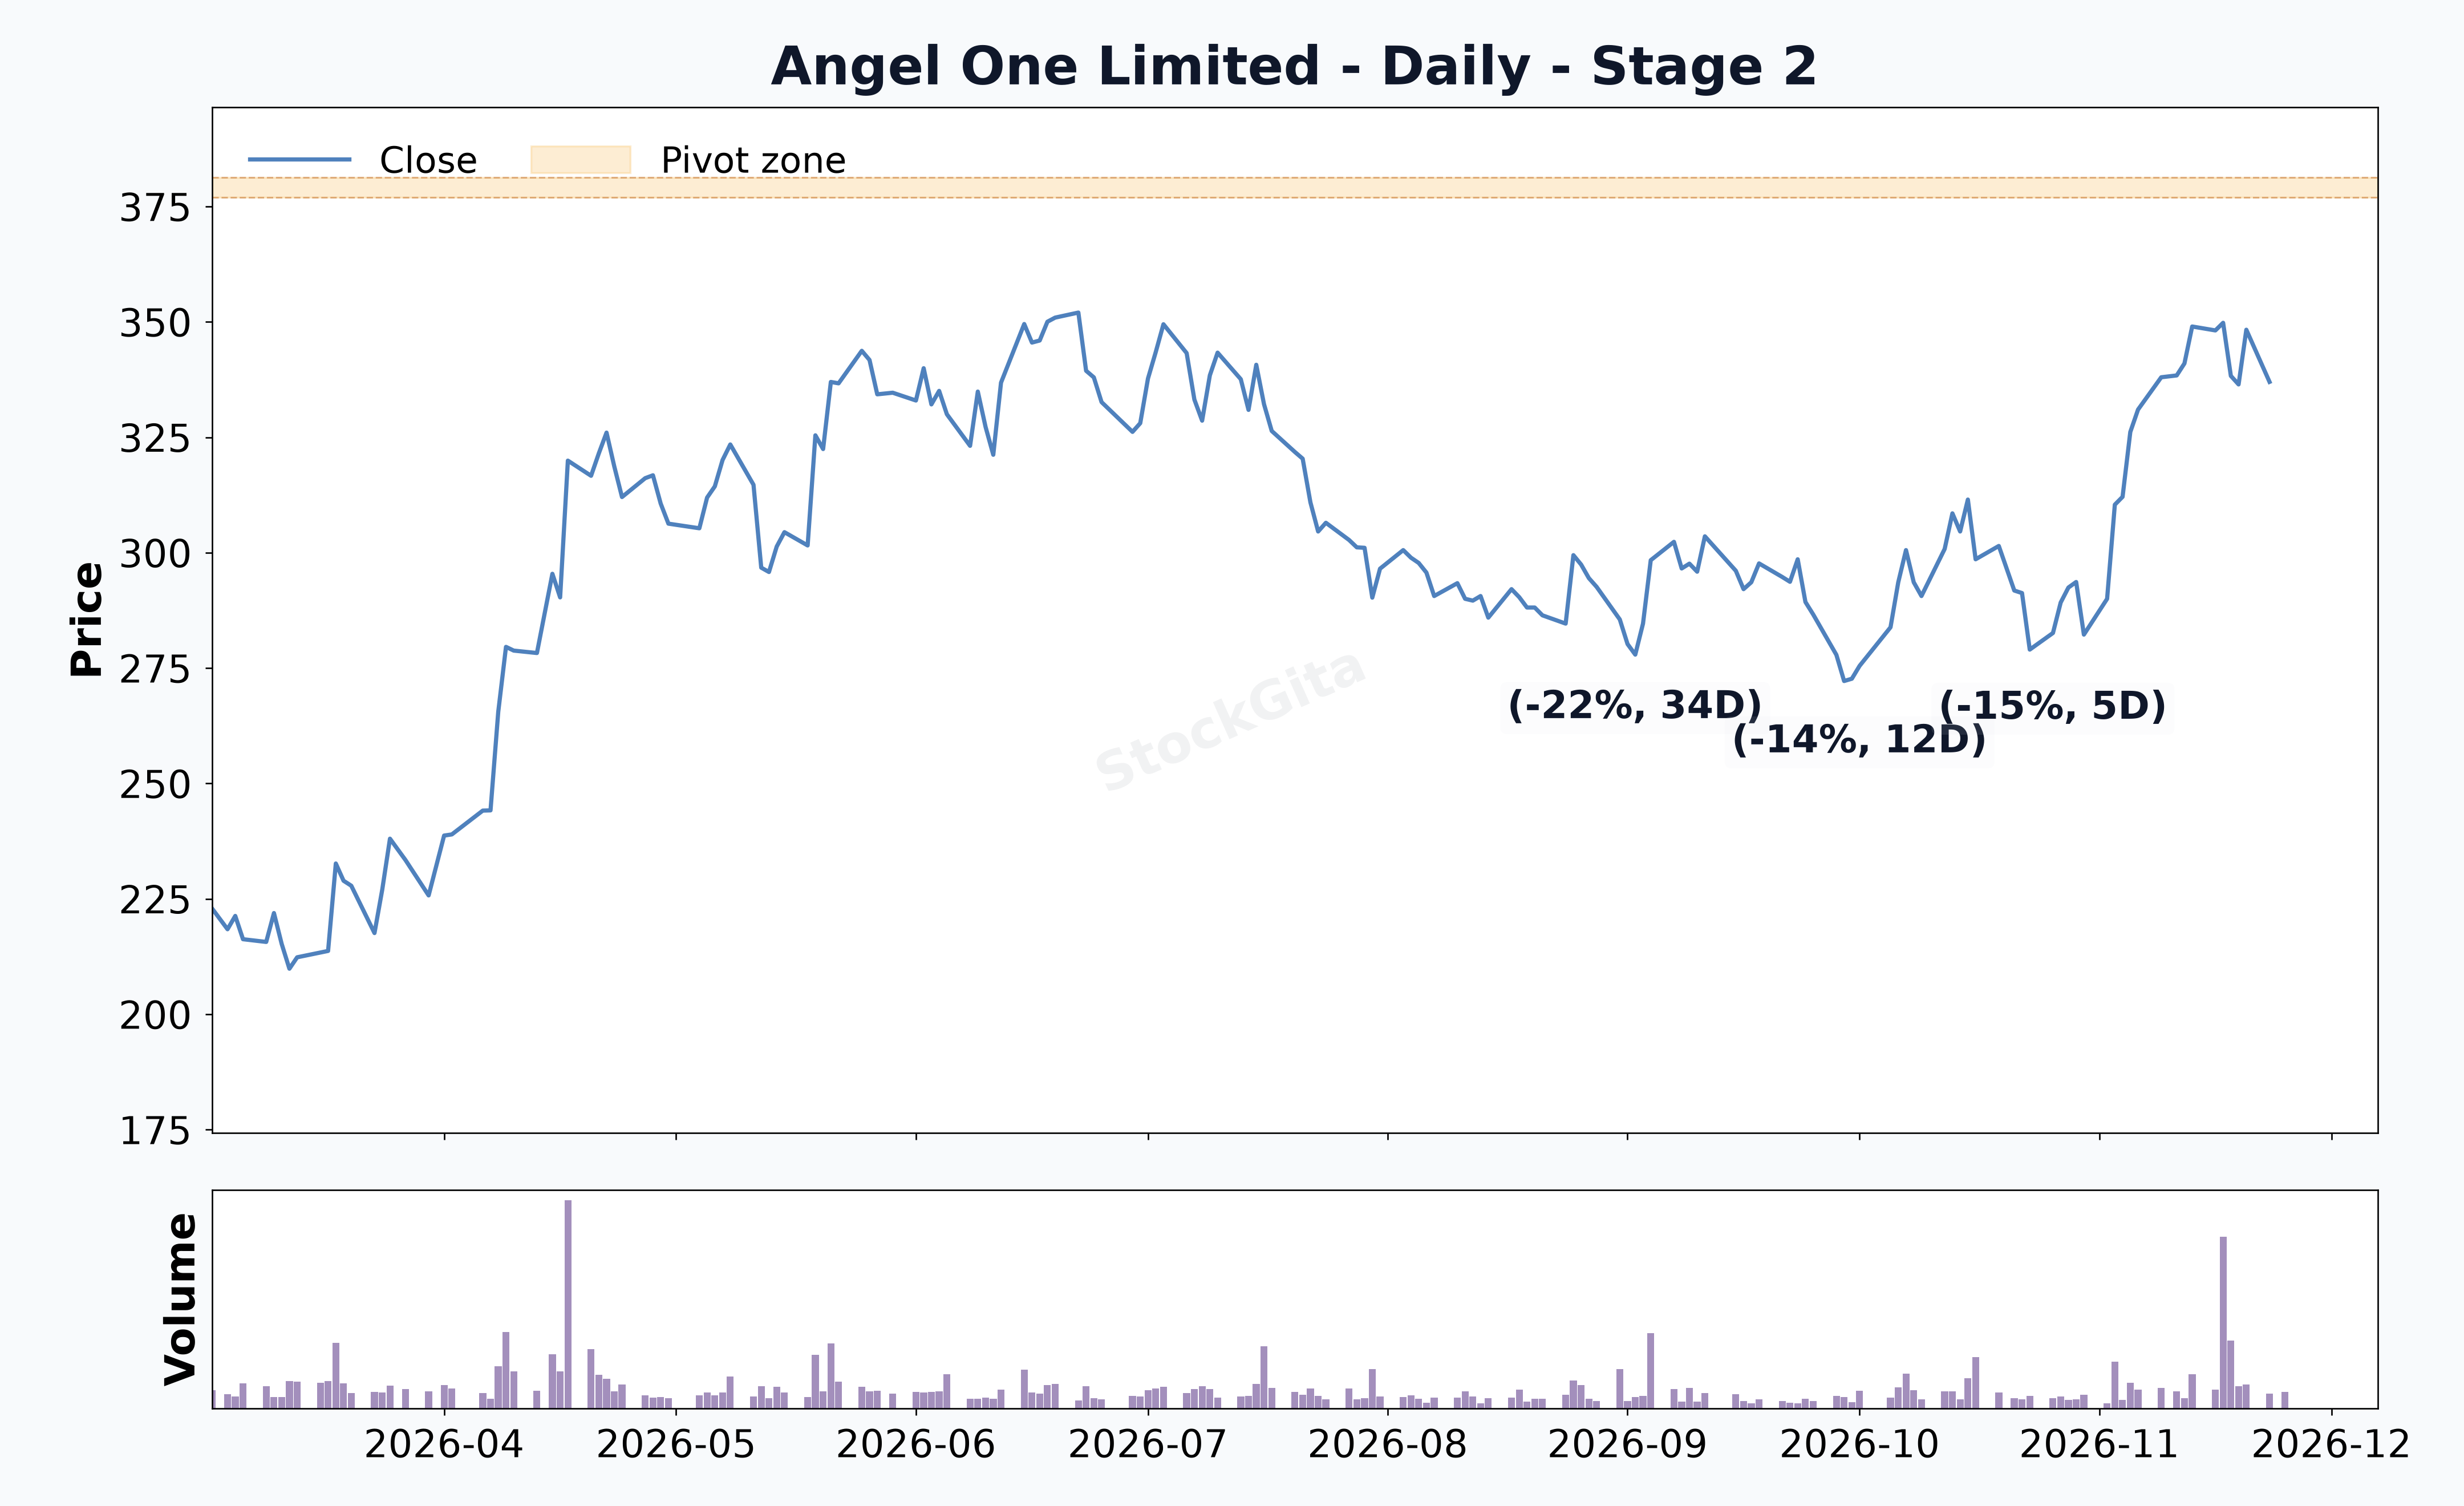 Angel One Limited - Daily - Stage 2
Close
Pivot zone
375
350
325
300
275
250
225
200
175
Price
StockGita
(-22%, 34D)
(-15%, 5D)
(-14%, 12D)
Volume
2026-04
2026-05
2026-06
2026-07
2026-08
2026-09
2026-10
2026-11
2026-12